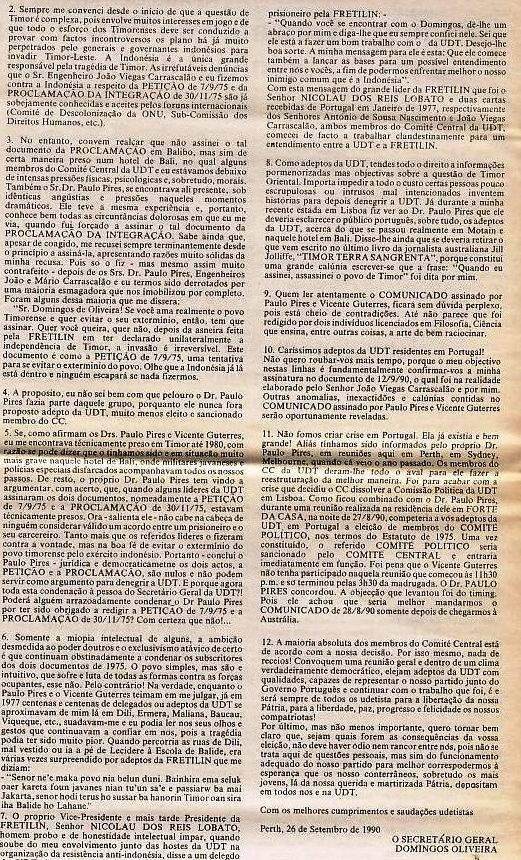 2. Sempre me convenci desde o início de que a questão de
Timor é complexa, pois envolve muitos interesses em jogo e de
que todo o esforço dos Timorenses deve ser conduzido a
provar com factos incontroversos os planos há já muito
perpetrados pelo generais e governantes indonésios para
invadir Timor-Leste. A Indonésia é a única grande
responsável pela tragédia de Timor. As irrefutáveis denúncias
que o Sr. Engenheiro João Viegas Carrascalão e eu fizemos
contra a Indonésia a respeito da PETIÇÃO de 7/9/75 e da
PROCLAMAÇÃO DA INTEGRAÇÃO de 30/11/75 são já
sobejamente conhecidas e aceites pelos foruns internacionais
(Comité de Descolonização da ONU, Sub-Comissão dos
Direitos Humanos, etc.)
3. No entanto, convém realçar que não assinei o tal
documento da PROCLAMAÇÃO em Timor mas sim de
certa maneira preso num hotel de Bali, no qual alguns
membros do Comité Central da UDT e eu estavamos debaixo
de intensas pressões físicas, psicológicas e, sobretudo, morais.
Também o Sr. Dr. Paulo Pires, se encontrava ali presente, sob
idênticas angústias e pressões naqueles momentos
dramáticos. Ele teve a mesma experiência e, portanto,
conhece bem todas as circunstâncias dolorosas em que eu me
via, quando fui forçado a assinar o tal documento da
PROCLAMAÇÃO DA INTEGRAÇÃO. Sabe ainda que,
apesar de congido, me recusei sempre terminantemente desde
o princípio a assiná-la, apresentando razões muito sólidas da
minha recusa. Pois só o fiz - mas mesmo assim muito
contrafeito - depois de os Srs. Dr. Paulo Pires, Engenheiros
João e Mário Carrascalão e eu termos sido derrotados por
uma maioria esmagadora que nos imobilizou por completo.
Foram alguns dessa maioria que me dissera:
"Sr. Domingos de Oliveira! Se você ama realmente o povo
Timorense e quer evitar o seu extermínio, então, tem que
assinar. Quer você queira, quer não, depois da asneira feita
pela FRETILIN em ter declarado unilateralmente a
independência de Timor, a invasão é irreversível. Este
documento é como a PETIÇÃO de 7/9/75, uma tentativa
para se evitar o extermínio do povo. Olhe que a Indonésia já lá
está dentro e ninguém escapará se nada fizermos.
4. A proposito, eu não sei bem com que pelouro o Dr. Paulo
Pires fazia parte daquele grupo, porquanto ele nunca fora
proposto adepto da UDT, muito menos eleito e sancionado
membro do CC.
5. Se, como afirmam os Drs. Paulo Pires e Vicente Guterres,
eu me encontrava técnicamente preso em Timor até 1980, com
razão se pode dizer que o tinhamos sido e em situação muito
mais grave naquele hotel de Bali, onde militares javaneses e
polícias especiais disfarcados acompanhavam todos os nossos
passos. De resto, o próprio Dr. Paulo Pires tem vindo a
argumentar, com acerto, que, quando alguns lideres da UDT
assinaram os dois documentos, nomeadamente a PETIÇÃO
de 7/9/75 e a PROCLAMAÇÃO de 30/11/75, estavam
técnicamente presos. Ora - salienta ele - não cabe na cabeça de
ninguém considerar válido um acordo entre um prisioneiro e o
seu carcereiro. Tanto mais que os referidos lideres o fizeram
contra a vontade, mas na boa fé de evitar o extermínio do
povo timorense pelo exército indonésio. Portanto - conclui o
Paulo Pires - jurídica e democraticamente os dois actos, a
PETIÇÃO e a PROCLAMAÇÃO, são nulos e não podem
servir como argumento para denegrir a UDT. E porque agora
toda esta condenação à pessoa do Secretário Geral da UDT?!
Poderá alguém arrazoadamente condenar o Dr Paulo Pires
por ter sido obrigado a redigir a PETIÇÃO de 7/9/75 e a
PROCLAMAÇÃO de 30/11/75? Com certeza que não!...
6. Somente a miopia intelectual de alguns, a ambição
desmedida ao poder doutros e o exclusivismo atávico de certo
é que continuam obstinadamente a condenar os subscritores
dos dois documentos de 1975. O povo simples, mas são e
intuitivo, que sofre e luta de todas as formas contra as forças
ocupantes, esse não. Pelo contrário! Na verdade, enquanto o
Paulo Pires e o Vicente Guterres teimam em me julgar, já em
1977 centenas e centenas de delegados ou adeptos da UDT se
aproximavam de mim lá em Dili, Ermera, Maliana, Baucau,
Viqueque, etc., suadavam-me e eu podia ler nos seus olhos e
gestos que continuavam a confiar em nos, pois a tragédia
podia ter sido muito pior. Quando percorria as ruas de Dili,
mal vestido ou ia a pé de Lecidere à Escola de Balide, era
várias vezes surpreendido por adeptos da FRETILIN que me
diziam:
- "Senor ne'e maka povo nia belun duni. Bainhira ema seluk
oaer kareta foun javanes nian tu'un sa'e e passiarw ba mai
Jakarta, senor hodi terus ho sussar ba hanorin Timor oan sira
iha Balide ho Lahane."
7. O proprio Vice-Presidente e mais tarde Presidente da
FRETILIN, Senhor NICOLAU DOS REIS LOBATO,
homem probo e de honestidade intelectual impar, quando
soube do meu envolvimento junto das hostes da UDT na
organização da resistência anti-indonésia, disse a um delegdo
prisioneiro pela FRETILIN; -
- "Quando você se encontrar com o Domingos, dê-lhe um
abraço por mim e diga-lhe que eu sempre confiei nele. Sei que
ele está a fazer um bom trabalho com o da UDT. Desejo-lhe
boa sorte. A minha mensagem para ele é esta: Que ele comece
também a lançar as bases para um possível entendimento
entre nós e vocês, a fim de podermos enfrentar melhor o nosso
inimigo comum que é a Indonésia".
Com esta mensagem do grande lider da FRETILIN que foi o
Senhor NICOLAU DOS REIS LOBATO e duas cartas
recebidas de Portugal em Janeiro de 1977, respectivamente
dos Senhores António de Sousa Nascimento e João Viegas
Carrascalão, ambos membros do Comité Central da UDT,
comecei de facto a trabalhar clandestinamente para um
entendimento entre a UDT e a FRETILIN.
8. Como adeptos da UDT, tendes todo o direito a informações
pormenorizadas mas objectivas sobre a questão de Timor
Oriental. Importa impedir a todo o custo certas pessoas pouco
escrupulosas ou intrusos mal intencionados inventem
histórias para depois denegrir a UDT. Já durante a minha
recente estada em Lisboa fiz ver ao Dr. Paulo Pires que ele
deveria esclarecer o público português, sobre tudo, os adeptos
da UDT, acerca do que se passou realmente em Motain e
naquele hotel em Bali. Disse-lhe ainda que se deveria retirar o
que vem escrito no último livro da jornalista australiana Jill
Jolliffe, "TIMOR TERRA SANGRENTA", porque constitui
uma grande calúnia escrever-se que a frase: "Quando eu
assinei, assassinei o povo de Timor" foi dita por mim.
9. Quem ler atentamente o COMUNICADO assinado por
Paulo Pires e Vicente Guterres, ficará sem dúvida perplexo,
pois está cheio de contradições. Até não parece que foi
redigido por dois indivíduos licenciados em Filosofia, Ciência
que ensina, entre outras coisas, a arte de bem raciocinar.
10. Caríssimos adeptos da UDT residentes em Portugal!
Não quero roubar-vos mais tempo, porque o meu objectivo
nestas linhas é fundamentalmente confirmar-vos a minha
assinatura no documento de 12/9/90, o qual foi na realidade
elaborado pelo Senhor João Viegas Carrascalão e por mim.
Outras anomalias, inexactidões e calúnias contidas no
COMUNICADO assinado por Paulo Pires e Vicente Guterres
serão oportunamente reveladas.
11. Não fomos criar crise em Portugal. Ela já existia e bem
grande! Aliás tinhamo sido informados pelo próprio Dr.
Paulo Pires, em reuniões aqui em Perth, em Sydney,
Melbourne, quando cá veio o ano passado. Os membros do
CC da UDT deram-lhe todo o aval para ele fazer a
reestruturação da melhor maneira. Foi para acabar com a
crise que decidiu o CC dissolver a Comissão Política da UDT
em Lisboa. Como ficou combinado com o Dr. Paulo Pires,
durante uma reunião realizada na residência dele em FORTE
DA CASA, na noite de 27/8/90, competeria a vós adeptos da
UDT em Portugal a eleição de membros do COMITE
POLÍTICO, nos termos do Estatuto de 1975. Uma vez
constituído, o referido COMITÉ POLÍTICO seria
sancionado pelo COMITÉ CENTRAL e entraria
imediatamente em função. Foi pena que o Vicente Guterres
não tenha participado naquela reunião que começou às 11h30
p.m. e só terminou pelas 3h30 da madrugada. O Dr. PAULO
PIRES concordou. A objecção que levantou foi do timing.
Pois ele achou que seria melhor mandarmos o
COMUNICADO de 28/8/90 somente depois de chegarmos à
Austrália.
12. A maioria absoluta dos membros do Comité Central está
de acordo com a nossa decisão. Por isso mesmo, nada de
receios! Convoquem uma reunião geral e dentro de um clima
verdadeiramente democrático, elejam adeptos da UDT com
qualidades, capazes de representar o nosso partido junto do
Governo Português e continuar com o trabalho que foi, é e
será sempre de todos os udetistas para a libertação da nossa
Pátria, para a liberdade, paz, progresso e felicidade os nossos
compatriotas!
Por último, mas não menos importante, quero tornar bem
claro que, sejam quais forem as consequências da vossa
eleição, não deve haver ódio nem rancor entre nós, pois não se
trata aqui de questões pessoais, mas sim do funcionamento
adequado do nosso partido para melhor correspodermos à
esperança que os nosso conterrâneos, sobretudo os mais
jovens, lá da nossa querida e martirizada Pátria, depositam
em todos nos e na UDT.
Com os melhores cumprimentos e saudações udetistas
Perth, 26 de Setembro de 1990
O SECRETÁRIO GERAL
DOMINGOS OLIVEIRA